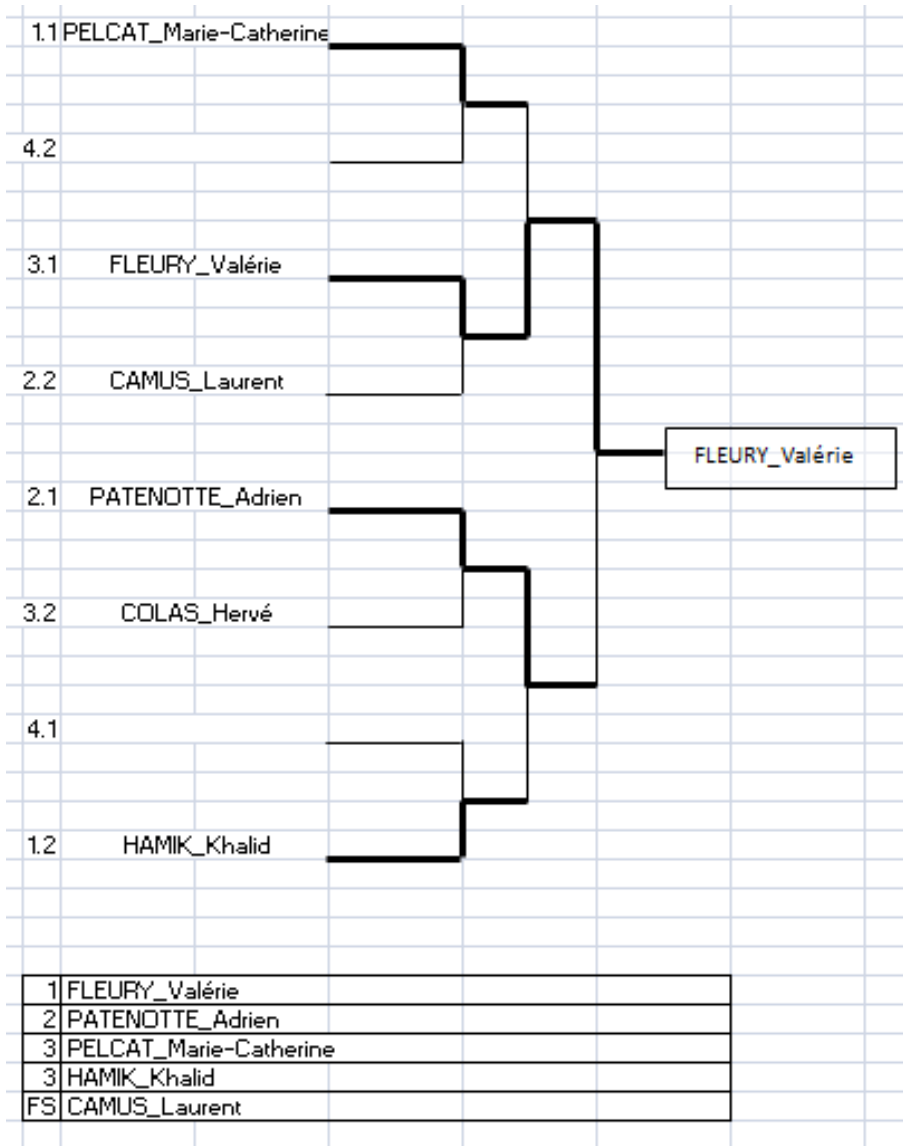 1.1 PELCAT_Marie-Catherine
4.2
3.1 FLEURY_Valérie
2.2 CAMUS_Laurent
FLEURY_Valérie
2.1 PATENOTTE_Adrien
3.2 COLAS_Hervé
4.1
1.2 HAMIK_Khalid
1 FLEURY_Valérie
2 PATENOTTE_Adrien
3 PELCAT_Marie-Catherine
3 HAMIK_Khalid
FS CAMUS_Laurent